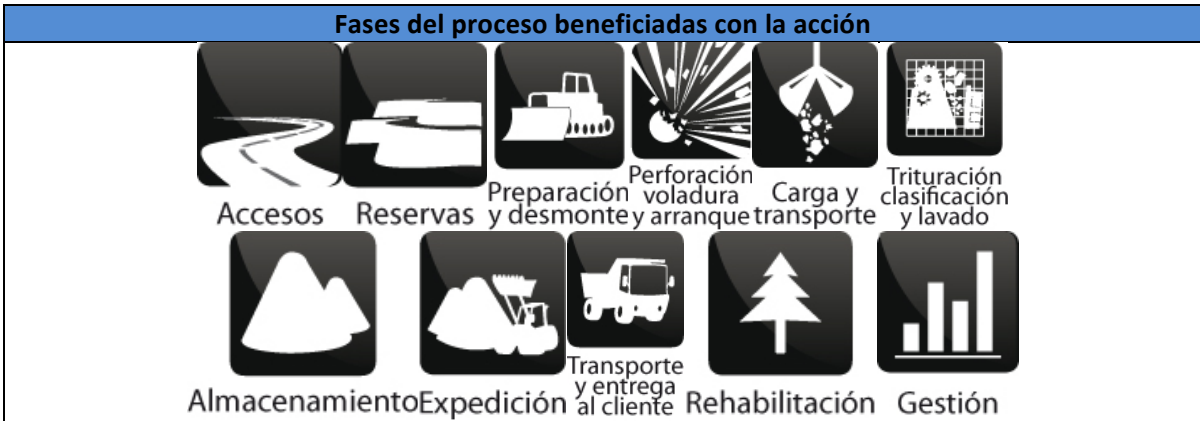 Fases del proceso beneficiadas con la acción
Accesos
Reservas
Preparación
y desmonte
Perforación
voladura
y arranque
Carga y
transporte
Trituración
clasificación
y lavado
Almacenamiento
Expedición
Transporte
y entrega
al cliente
Rehabilitación
Gestión